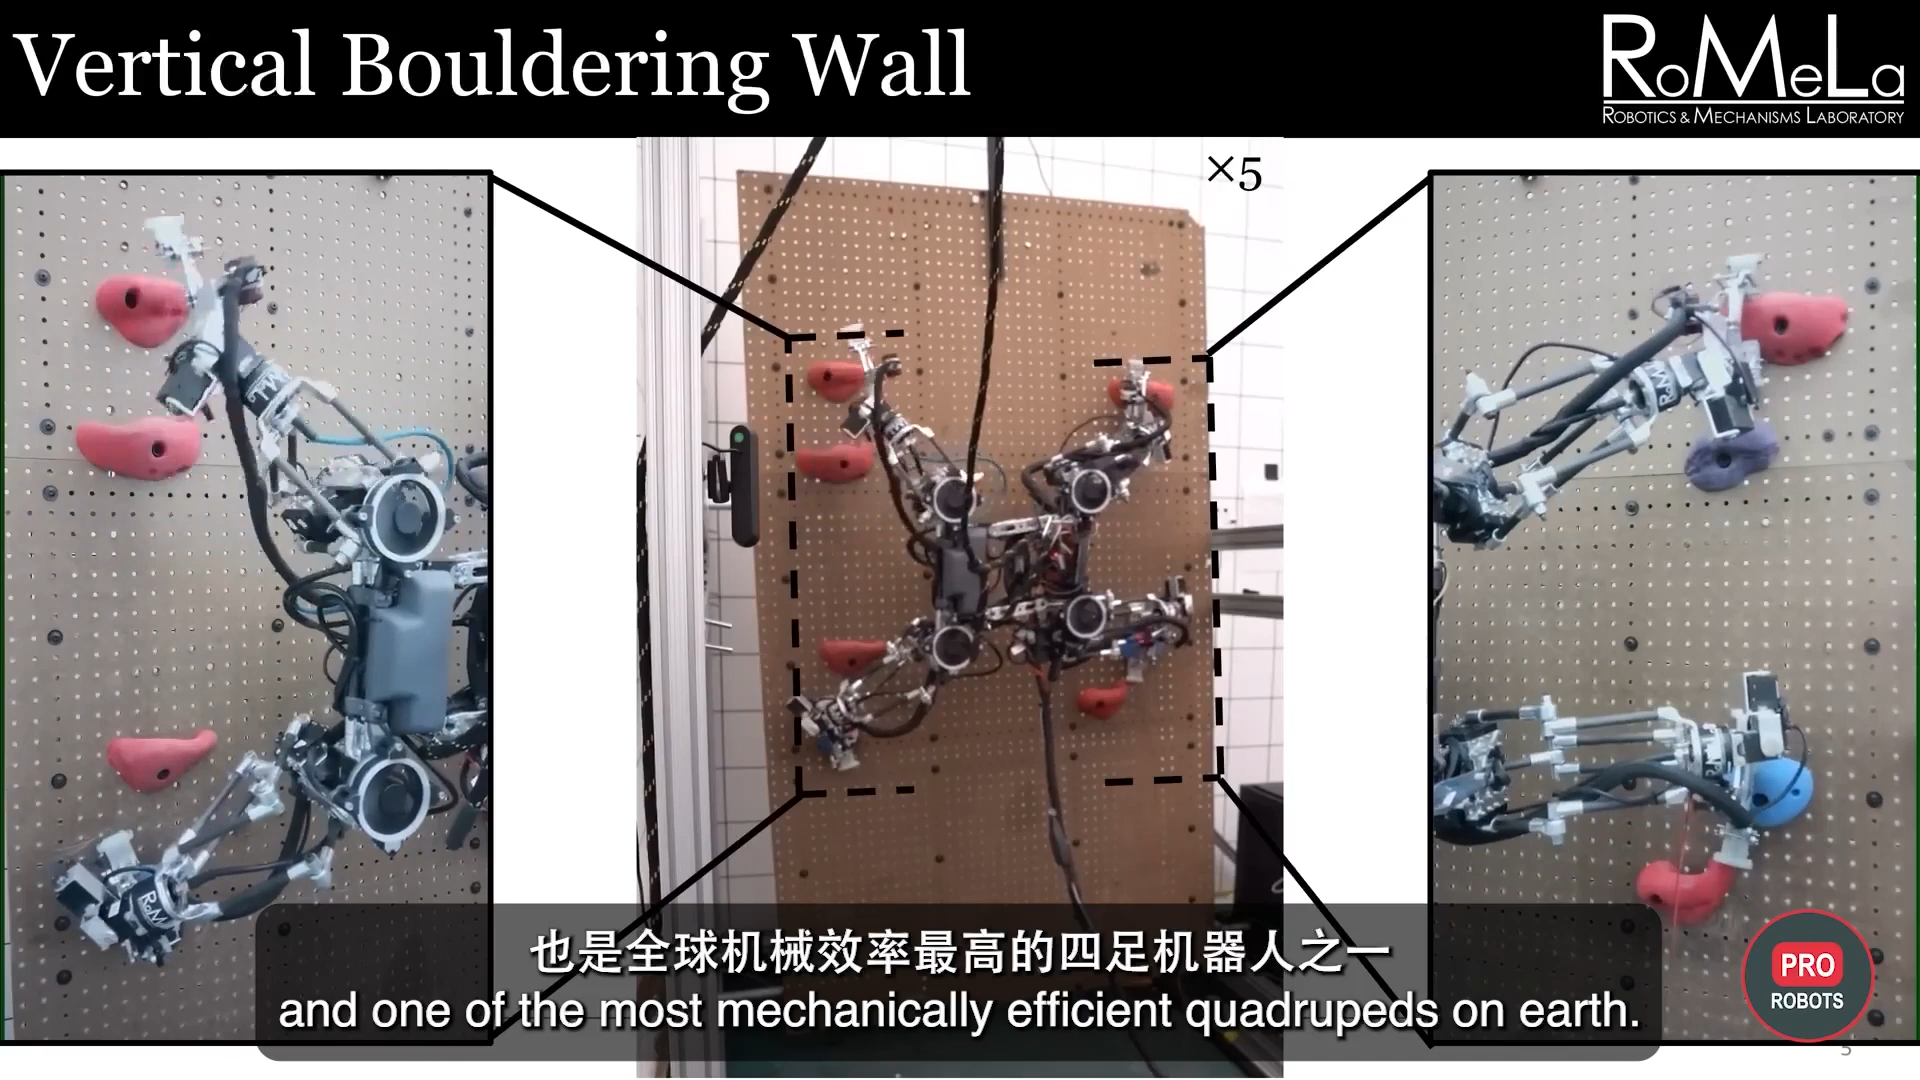 Vertical Bouldering Wall
RoMeLa
ROBOTICS & MECHANISMS LABORATORY
×5
也是全球机械效率最高的四足机器人之一
and one of the most mechanically efficient quadrupeds on earth.
PRO
ROBOTS
5